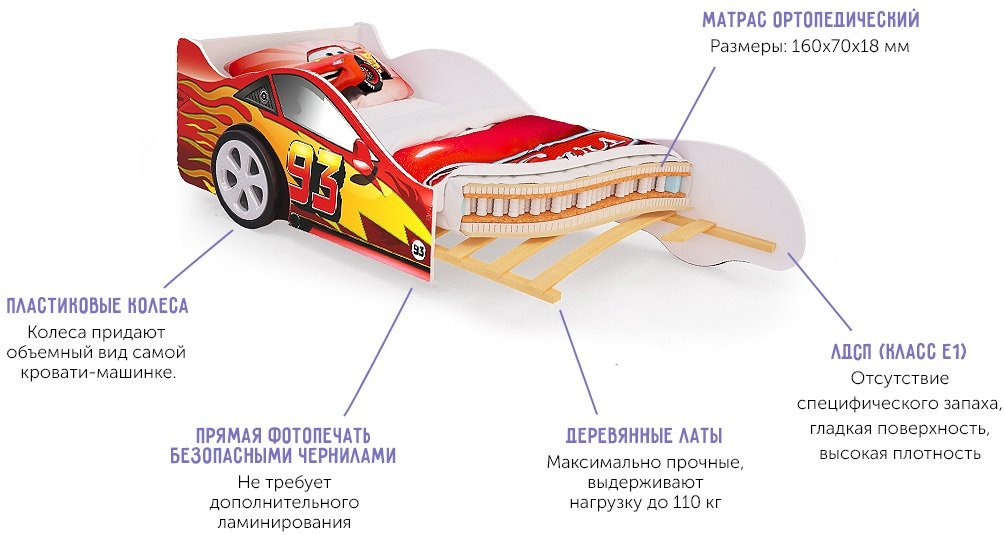 МАТРАС ОРТОПЕДИЧЕСКИЙ
Размеры: 160х70х18 мм
93
93
ПЛАСТИКОВЫЕ КОЛЕСА
Колеса придают
объемный вид самой
кровати-машинке.
ПРЯМАЯ ФОТОПЕЧАТЬ
БЕЗОПАСНЫМИ ЧЕРНИЛАМИ
Не требует
дополнительного
ламинирования
ДЕРЕВЯННЫЕ ЛАТЫ
Максимально прочные,
выдерживают
нагрузку до 110 кг
ЛДСП (КЛАСС Е1)
Отсутствие
специфического запаха,
гладкая поверхность,
высокая плотность